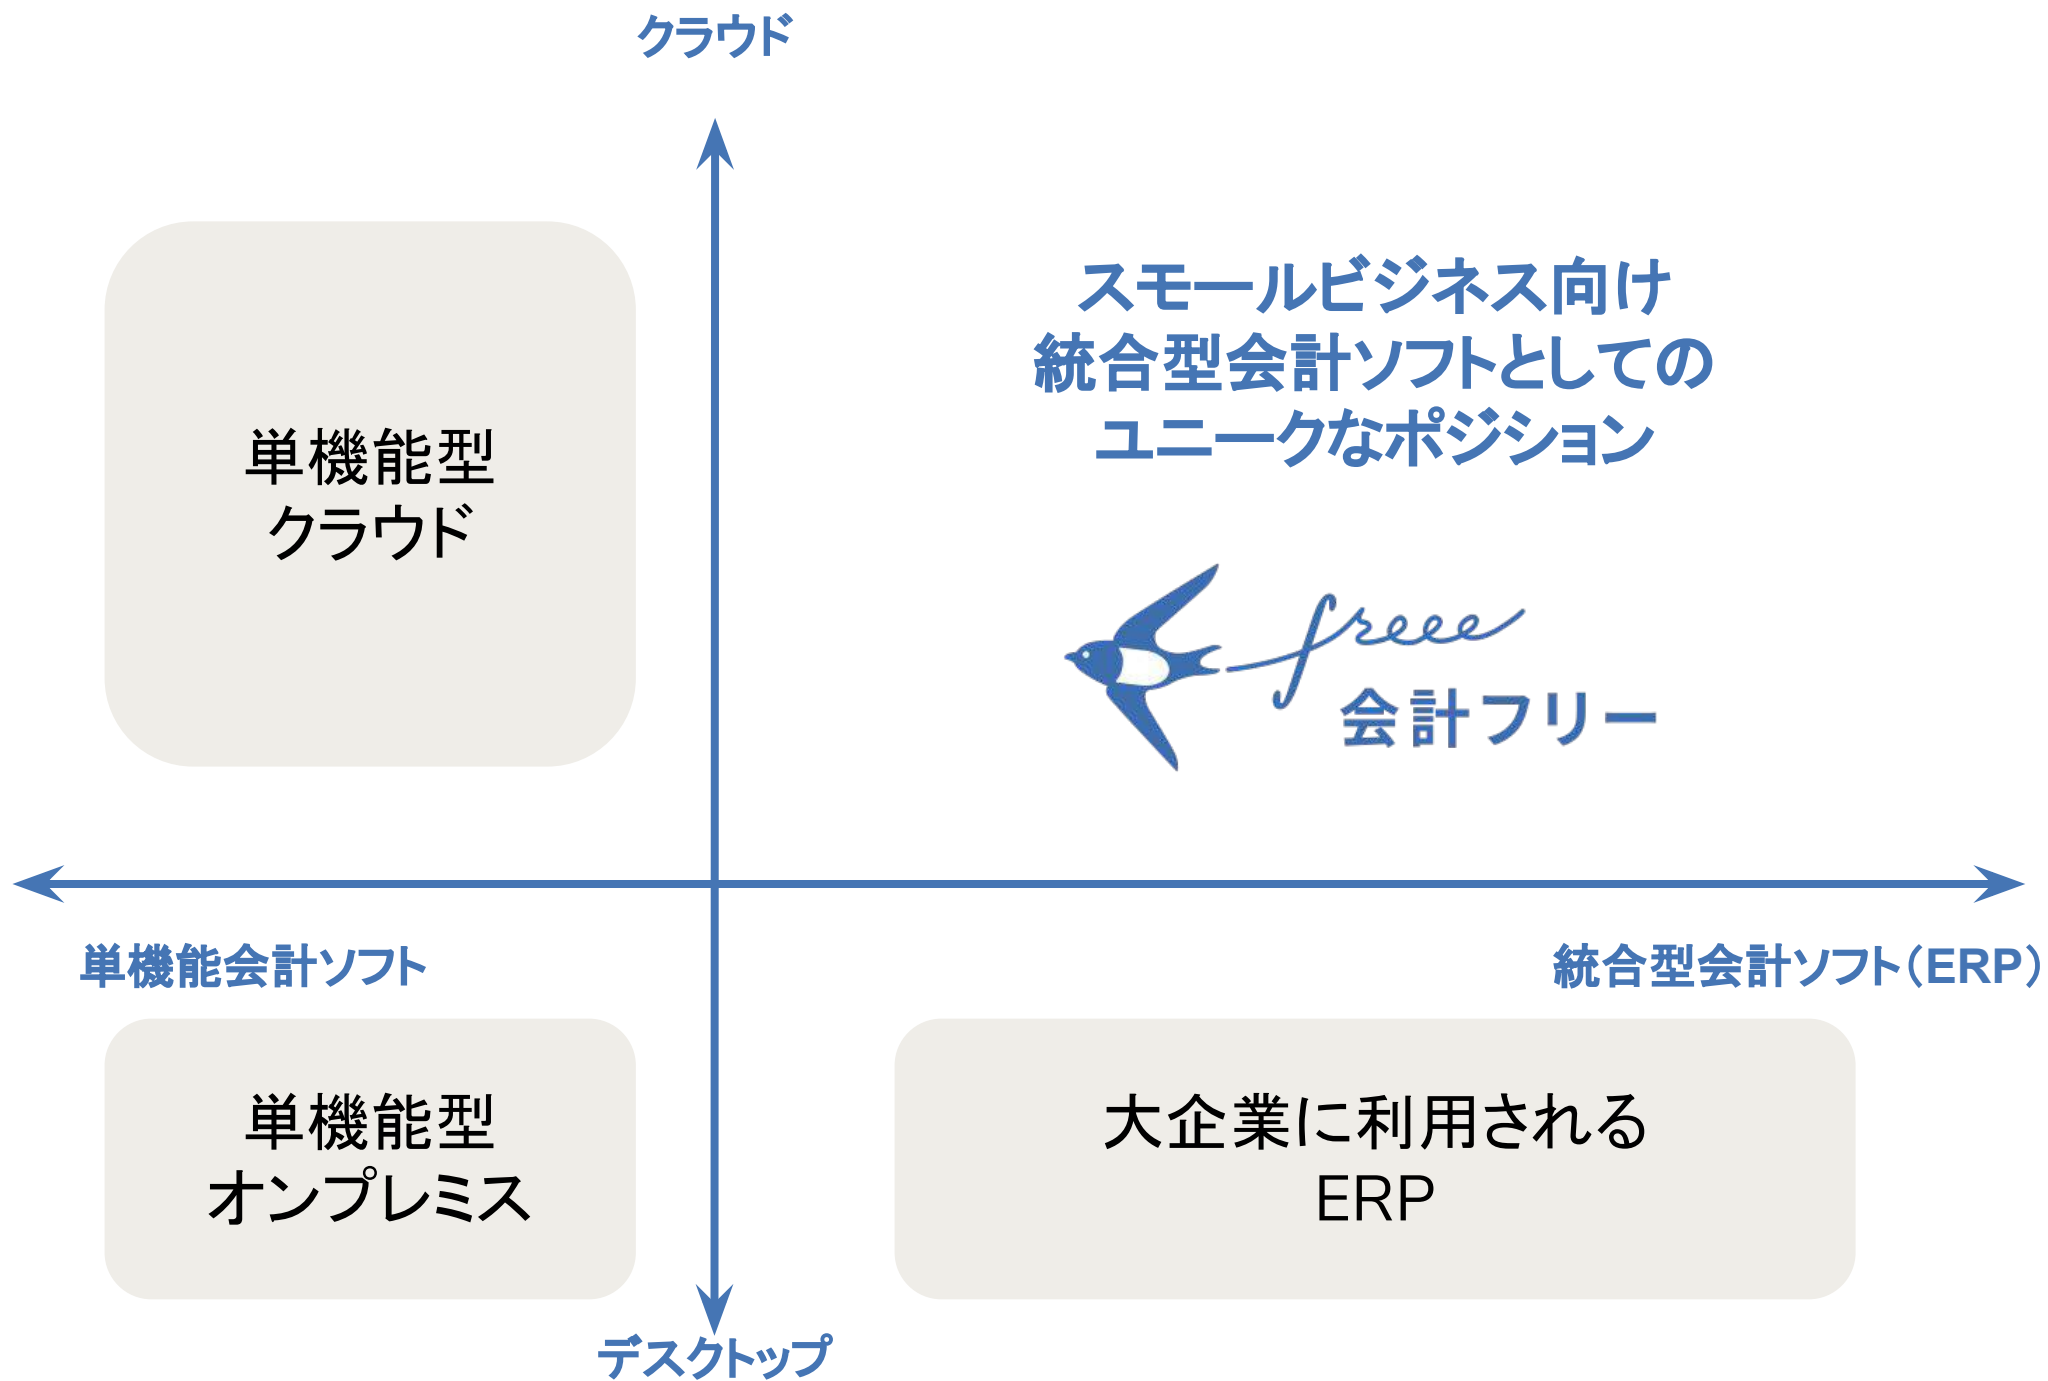 クラウド
単機能型
クラウド
スモールビジネス向け
統合型会計ソフトとしての
ユニークなポジション
freee
会計フリー
単機能会計ソフト
統合型会計ソフト（ERP）
単機能型
オンプレミス
大企業に利用される
ERP
デスクトップ